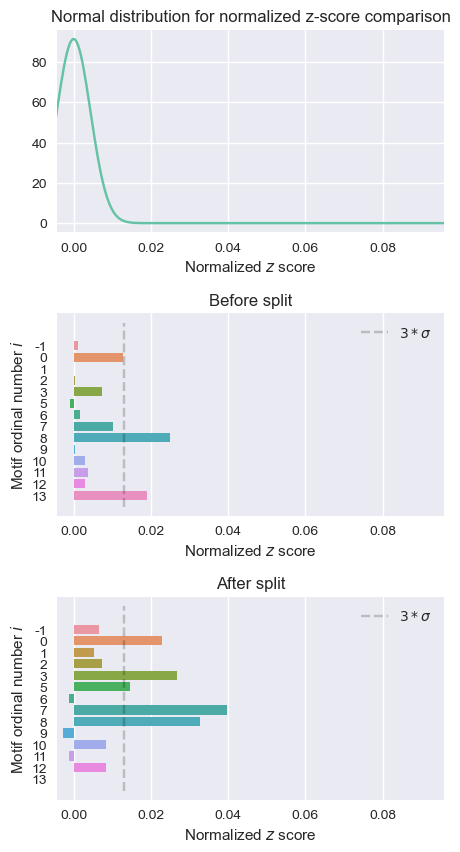 Normal distribution for normalized z-score comparison
80
60
40
20
0
0.00 0.02 0.04 0.06 0.08
Normalized z score
Before split
Motif ordinal number i
-1
0
1
2
3
5
6
7
8
9
10
11
12
13
3 * σ
0.00 0.02 0.04 0.06 0.08
Normalized z score
After split
Motif ordinal number i
-1
0
1
2
3
5
6
7
8
9
10
11
12
13
3 * σ
0.00 0.02 0.04 0.06 0.08
Normalized z score